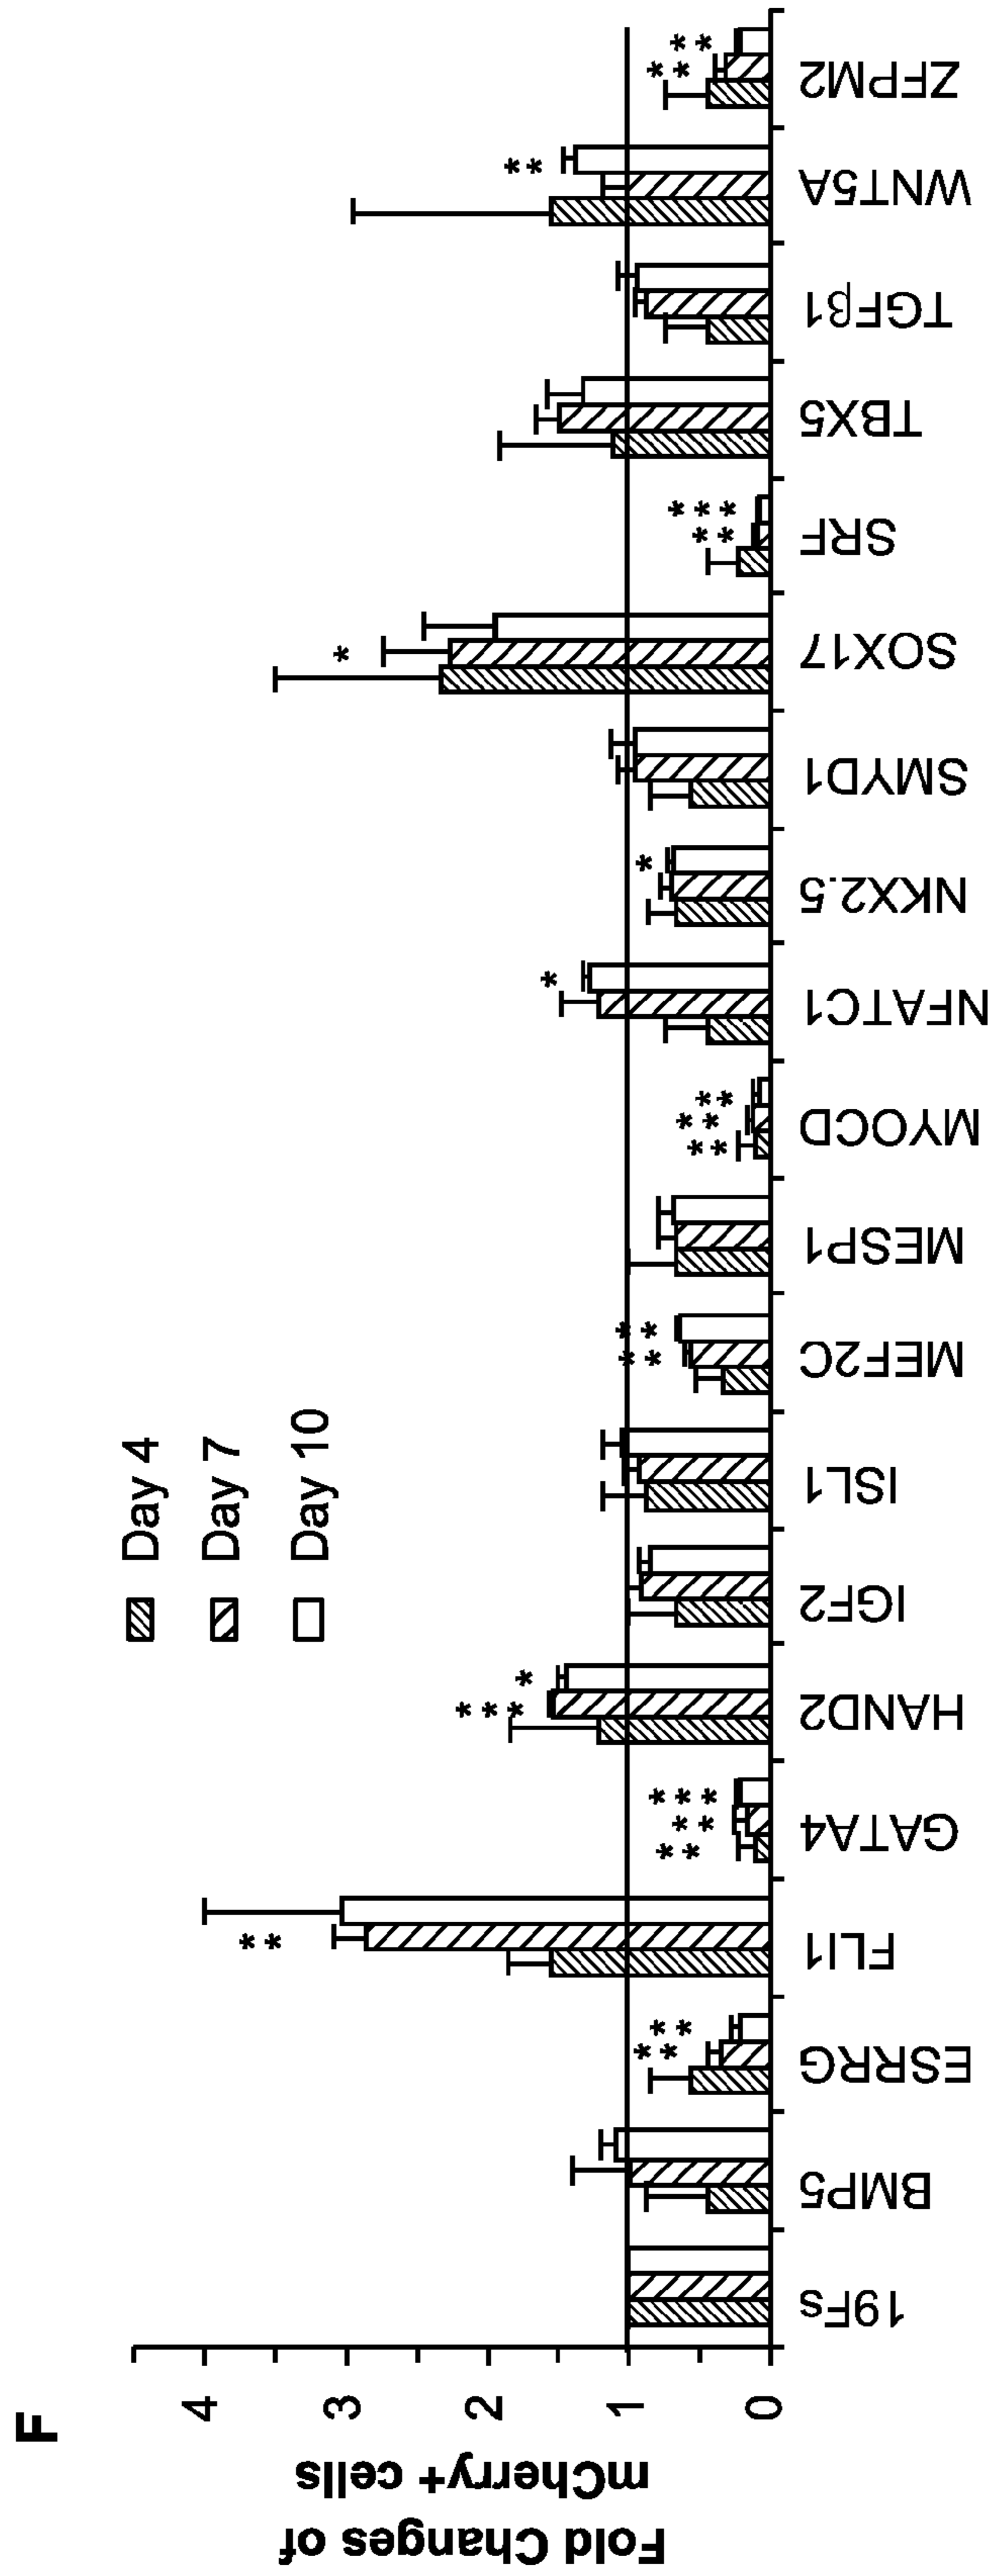 F
Fold Changes of
mCherry+ cells
4
3
2
1
0
Day 4
Day 7
Day 10
**
**
**
**
**
***
***
*
**
**
**
**
**
*
*
*
**
***
**
**
**
19Fs
BMP5
ESRRG
FLI1
GATA4
HAND2
IGF2
ISL1
MEF2C
MESP1
MYOCD
NFATC1
NKX2.5
SMYD1
SOX17
SRF
TBX5
TGFβ1
WNT5A
ZFPM2